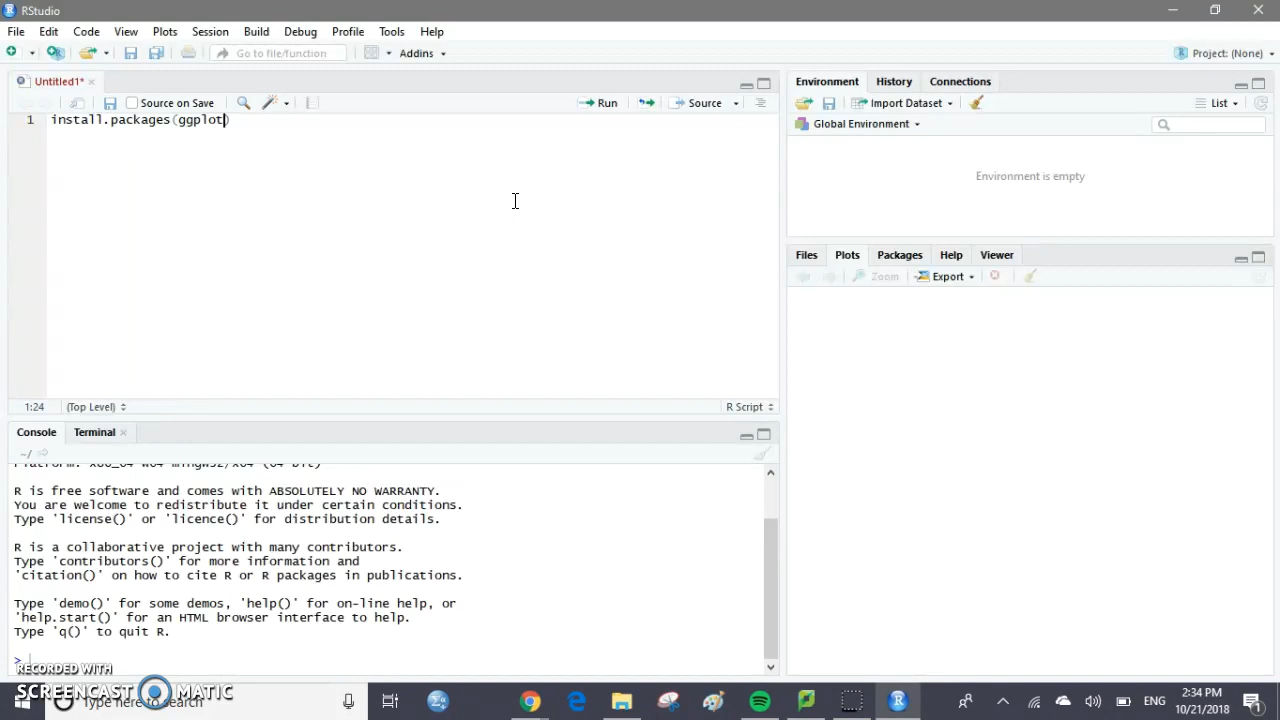 RStudio
File Edit Code View Plots Session Build Debug Profile Tools Help
Go to file/function Addins Project: (None)
Untitled1*
Source on Save Run Source
1 install.packages(ggplot)
1:24 (Top Level) R Script
Console Terminal
~/
R is free software and comes with ABSOLUTELY NO WARRANTY.
You are welcome to redistribute it under certain conditions.
Type 'license()' or 'licence()' for distribution details.
R is a collaborative project with many contributors.
Type 'contributors()' for more information and
'citation()' on how to cite R or R packages in publications.
Type 'demo()' for some demos, 'help()' for on-line help, or
'help.start()' for an HTML browser interface to help.
Type 'q()' to quit R.
>
Environment History Connections
Import Dataset List
Global Environment
Environment is empty
Files Plots Packages Help Viewer
Zoom Export
RECORDED WITH
SCREENCAST MATIC
Type here to search
ENG
2:34 PM
10/21/2018
1